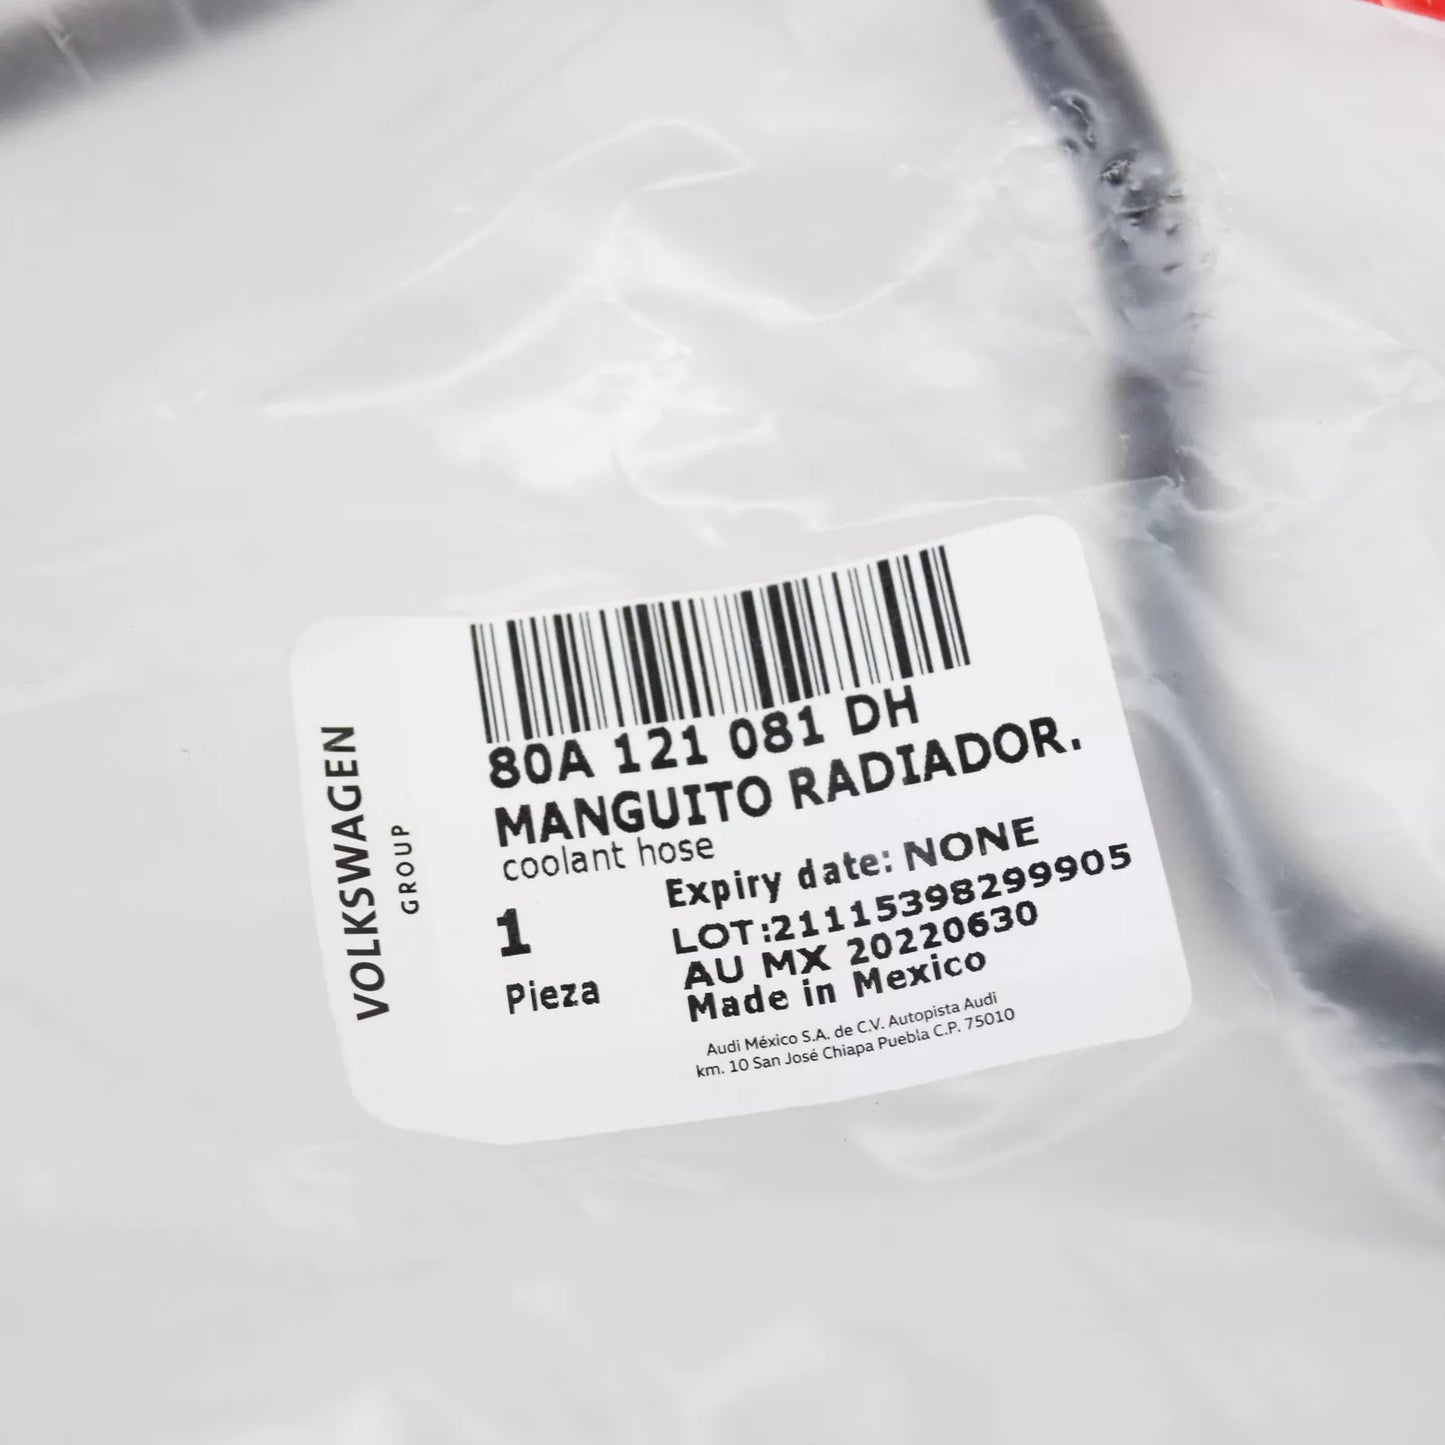 VOLKSWAGEN
GROUP
80A 121 081 DH
MANGUITO RADIADOR.
coolant hose
1
Pieza
Expiry date: NONE
LOT:21115398299905
AU MX 20220630
Made in Mexico
Audi México S.A. de C.V. Autopista Audi
km. 10 San José Chiapa Puebla C.P. 75010